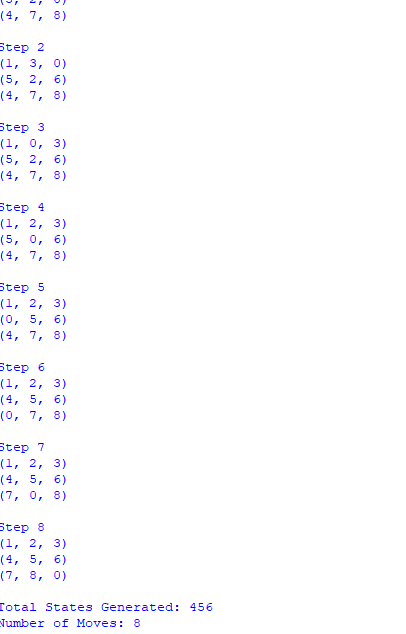 (4, 7, 8)
Step 2
(1, 3, 0)
(5, 2, 6)
(4, 7, 8)
Step 3
(1, 0, 3)
(5, 2, 6)
(4, 7, 8)
Step 4
(1, 2, 3)
(5, 0, 6)
(4, 7, 8)
Step 5
(1, 2, 3)
(0, 5, 6)
(4, 7, 8)
Step 6
(1, 2, 3)
(4, 5, 6)
(0, 7, 8)
Step 7
(1, 2, 3)
(4, 5, 6)
(7, 0, 8)
Step 8
(1, 2, 3)
(4, 5, 6)
(7, 8, 0)
Total States Generated: 456
Number of Moves: 8